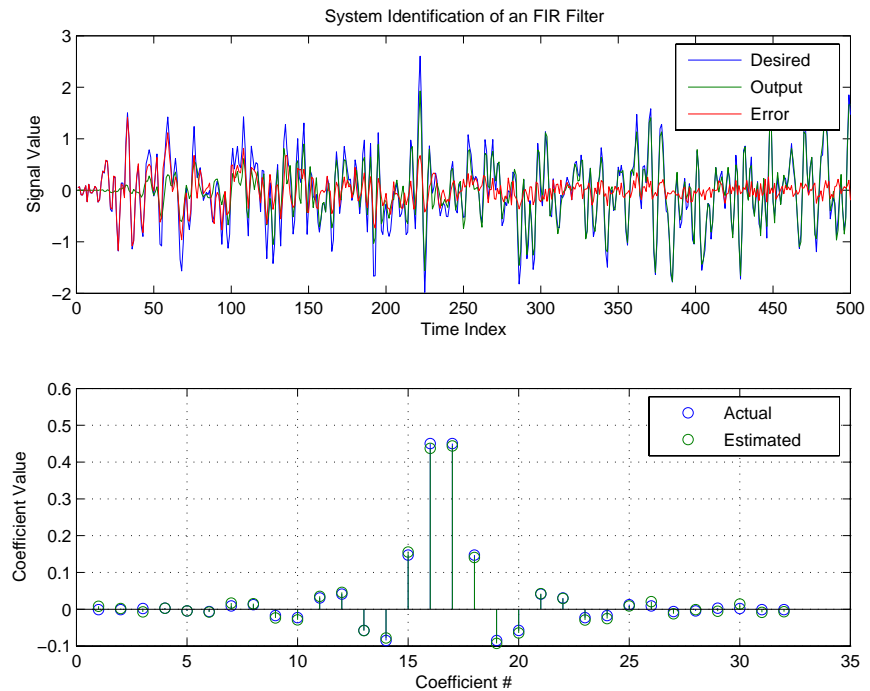 System Identification of an FIR Filter
3
2
1
0
−1
−2
Signal Value
Desired
Output
Error
0 50 100 150 200 250 300 350 400 450 500
Time Index
0.6
0.5
0.4
0.3
0.2
0.1
0
−0.1
Coefficient Value
Actual
Estimated
0 5 10 15 20 25 30 35
Coefficient #